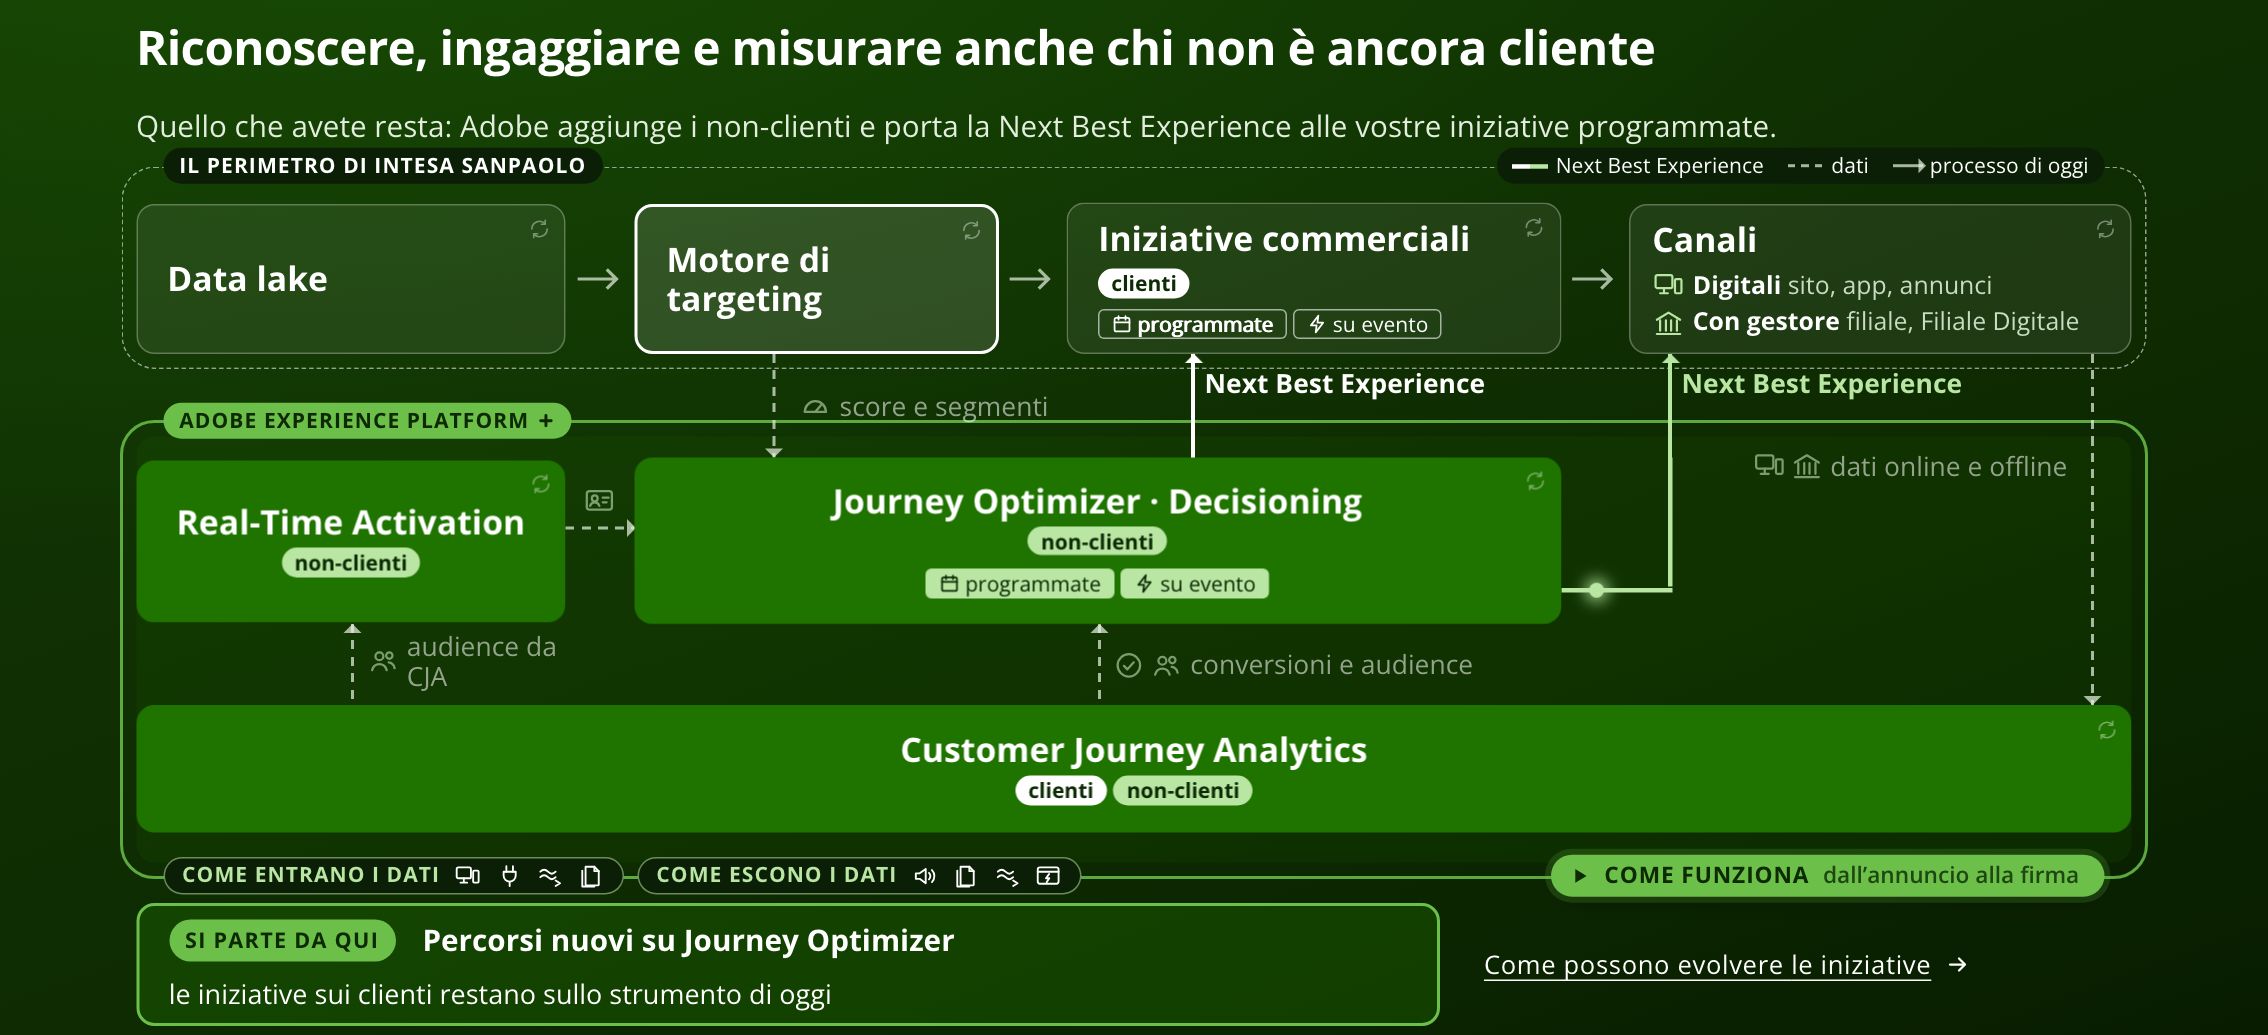 Riconoscere, ingaggiare e misurare anche chi non è ancora cliente
Quello che avete resta: Adobe aggiunge i non-clienti e porta la Next Best Experience alle vostre iniziative programmate.
IL PERIMETRO DI INTESA SANPAOLO
Next Best Experience
dati
processo di oggi
Data lake
Motore di
targeting
Iniziative commerciali
clienti
programmate
su evento
Canali
Digitali sito, app, annunci
Con gestore filiale, Filiale Digitale
score e segmenti
Next Best Experience
Next Best Experience
ADOBE EXPERIENCE PLATFORM +
dati online e offline
Real-Time Activation
non-clienti
Journey Optimizer · Decisioning
non-clienti
programmate
su evento
audience da
CJA
conversioni e audience
Customer Journey Analytics
clienti
non-clienti
COME ENTRANO I DATI
COME ESCONO I DATI
COME FUNZIONA dall’annuncio alla firma
SI PARTE DA QUI
Percorsi nuovi su Journey Optimizer
le iniziative sui clienti restano sullo strumento di oggi
Come possono evolvere le iniziative →